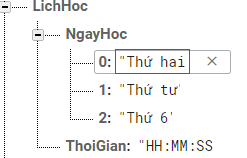 LichHoc
NgayHoc
0: "Thứ hai
1: "Thứ tư'
2: "Thứ 6'
ThoiGian: "HH:MM:SS